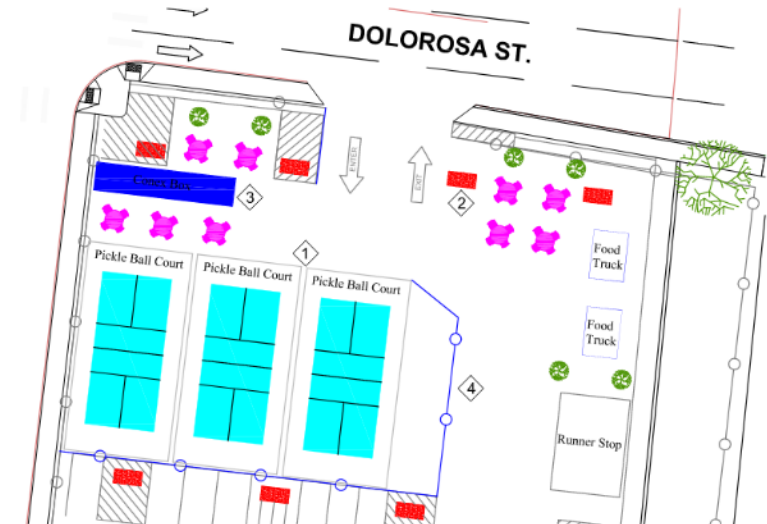 DOLOROSA ST.
ENTER
EXIT
3
2
1
Pickle Ball Court
Pickle Ball Court
Pickle Ball Court
Food
Truck
Food
Truck
4
Runner Stop